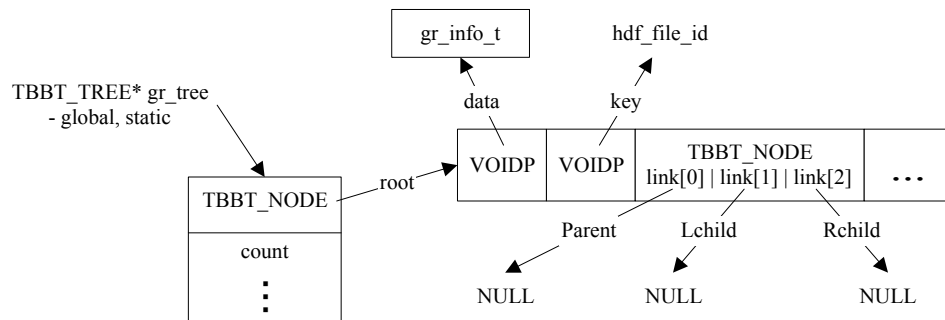 gr_info_t
hdf_file_id
TBBT_TREE* gr_tree
- global, static
data
key
VOIDP
VOIDP
TBBT_NODE
link[0] | link[1] | link[2]
...
root
TBBT_NODE
count
Parent
Lchild
Rchild
NULL
NULL
NULL